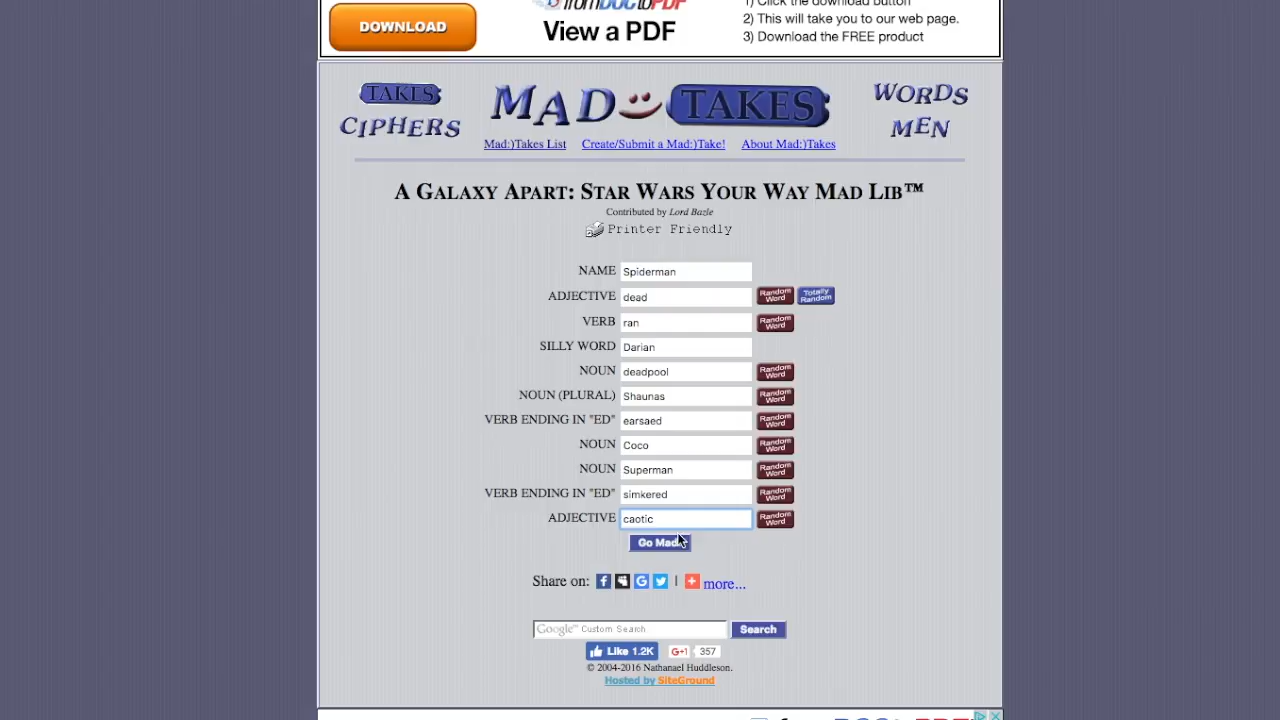 1) Click the download button
DOWNLOAD
fromDOCtoPDF
View a PDF
2) This will take you to our web page.
3) Download the FREE product
TAKES
CIPHERS
MAD TAKES
WORDS
MEN
Mad:)Takes List Create/Submit a Mad:)Take! About Mad:)Takes
A GALAXY APART: STAR WARS YOUR WAY MAD LIB™
Contributed by Lord Bazle
Printer Friendly
NAME Spiderman
ADJECTIVE dead Random Word Totally Random
VERB ran Random Word
SILLY WORD Darian
NOUN deadpool Random Word
NOUN (PLURAL) Shaunas Random Word
VERB ENDING IN "ED" earsaed Random Word
NOUN Coco Random Word
NOUN Superman Random Word
VERB ENDING IN "ED" simkered Random Word
ADJECTIVE caotic Random Word
Go Mad!
Share on: | more...
Google™ Custom Search Search
Like 1.2K G+1 357
© 2004-2016 Nathanael Huddleson.
Hosted by SiteGround